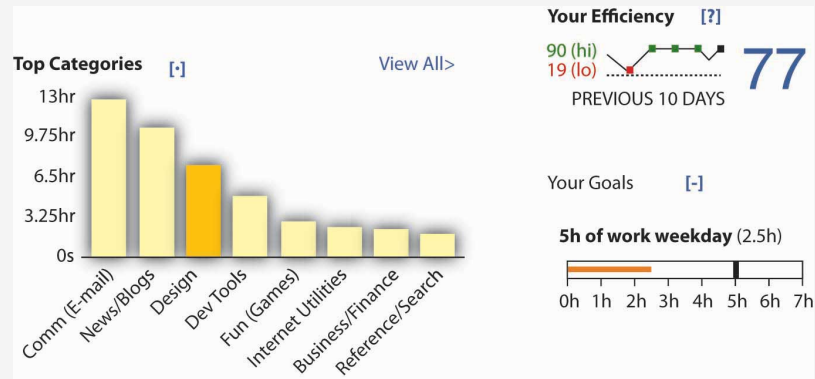 Your Efficiency [?]
90 (hi)
19 (lo)
77
PREVIOUS 10 DAYS
Top Categories [·] View All>
13hr
9.75hr
6.5hr
3.25hr
0s
Comm (E-mail)
News/Blogs
Design
Dev Tools
Fun (Games)
Internet Utilities
Business/Finance
Reference/Search
Your Goals [-]
5h of work weekday (2.5h)
0h 1h 2h 3h 4h 5h 6h 7h